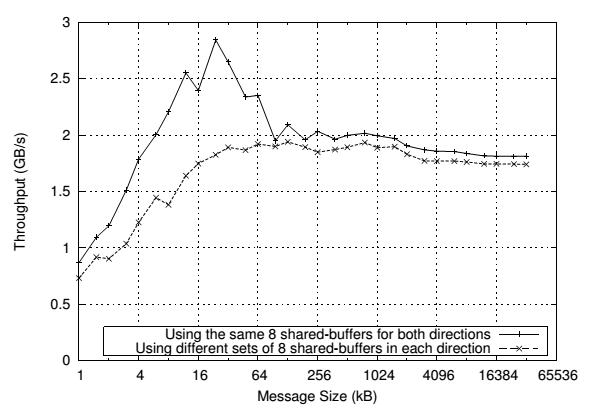 3
2.5
2
1.5
1
0.5
0
Throughput (GB/s)
Using the same 8 shared-buffers for both directions
Using different sets of 8 shared-buffers in each direction
1 4 16 64 256 1024 4096 16384 65536
Message Size (kB)